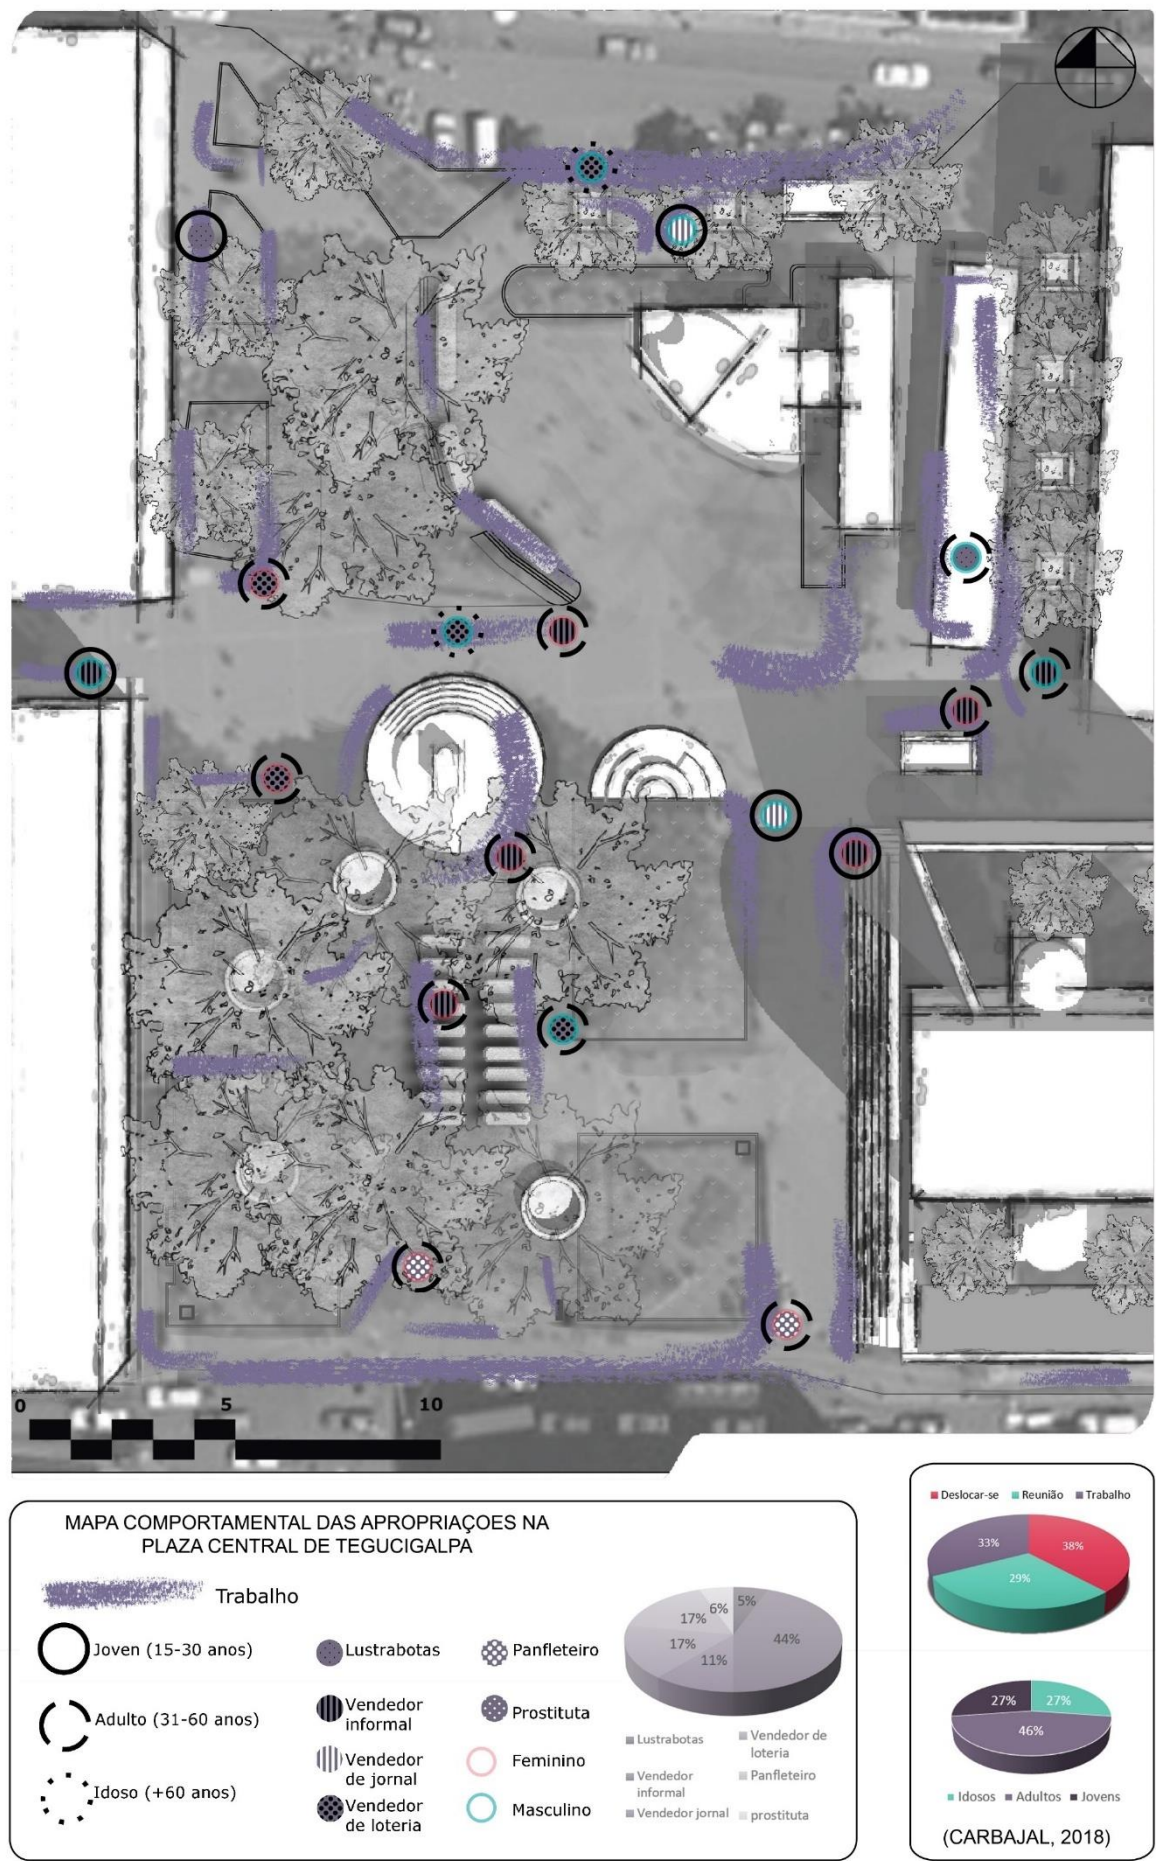 0 5 10
MAPA COMPORTAMENTAL DAS APROPRIAÇOES NA
PLAZA CENTRAL DE TEGUCIGALPA
Trabalho
Joven (15-30 anos)
Adulto (31-60 anos)
Idoso (+60 anos)
Lustrabotas
Vendedor
informal
Vendedor
de jornal
Vendedor
de loteria
Panfleteiro
Prostituta
Feminino
Masculino
5%
44%
11%
17%
17%
6%
Lustrabotas
Vendedor de
loteria
Vendedor
informal
Panfleteiro
Vendedor jornal
prostituta
Deslocar-se Reunião Trabalho
33%
38%
29%
27%
27%
46%
Idosos Adultos Jovens
(CARBAJAL, 2018)